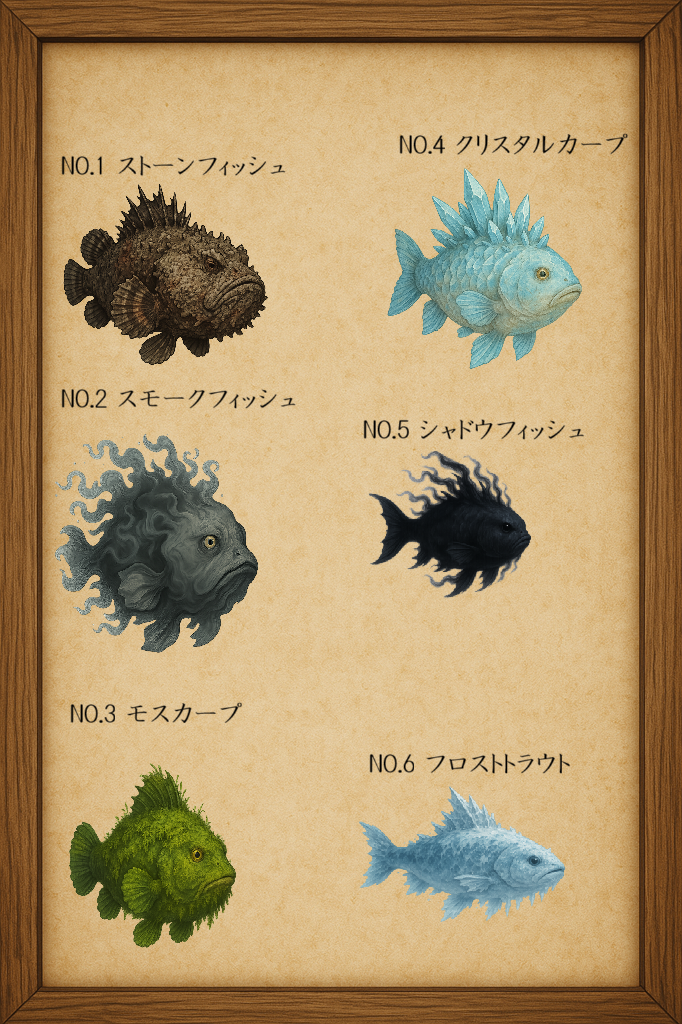 NO.1 ストーンフィッシュ
NO.2 スモークフィッシュ
NO.3 モスカープ
NO.4 クリスタルカープ
NO.5 シャドウフィッシュ
NO.6 フロストトラウト